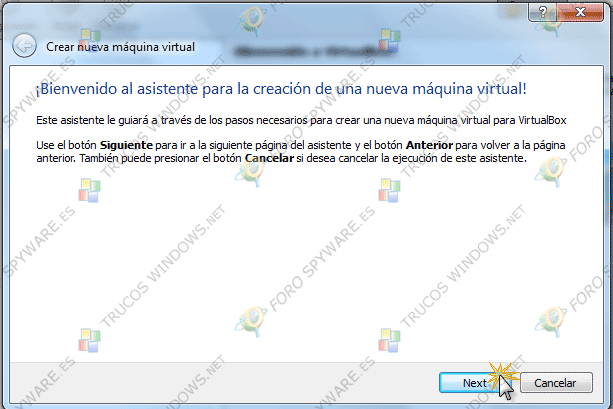 Crear nueva máquina virtual
Bienvenido a VirtualBox
¡Bienvenido al asistente para la creación de una nueva máquina virtual!
Este asistente le guiará a través de los pasos necesarios para crear una nueva máquina virtual para VirtualBox
Use el botón Siguiente para ir a la siguiente página del asistente y el botón Anterior para volver a la página
anterior. También puede presionar el botón Cancelar si desea cancelar la ejecución de este asistente.
FORO SPYWARE.ES
TRUCOS WINDOWS.NET
Next
Cancelar